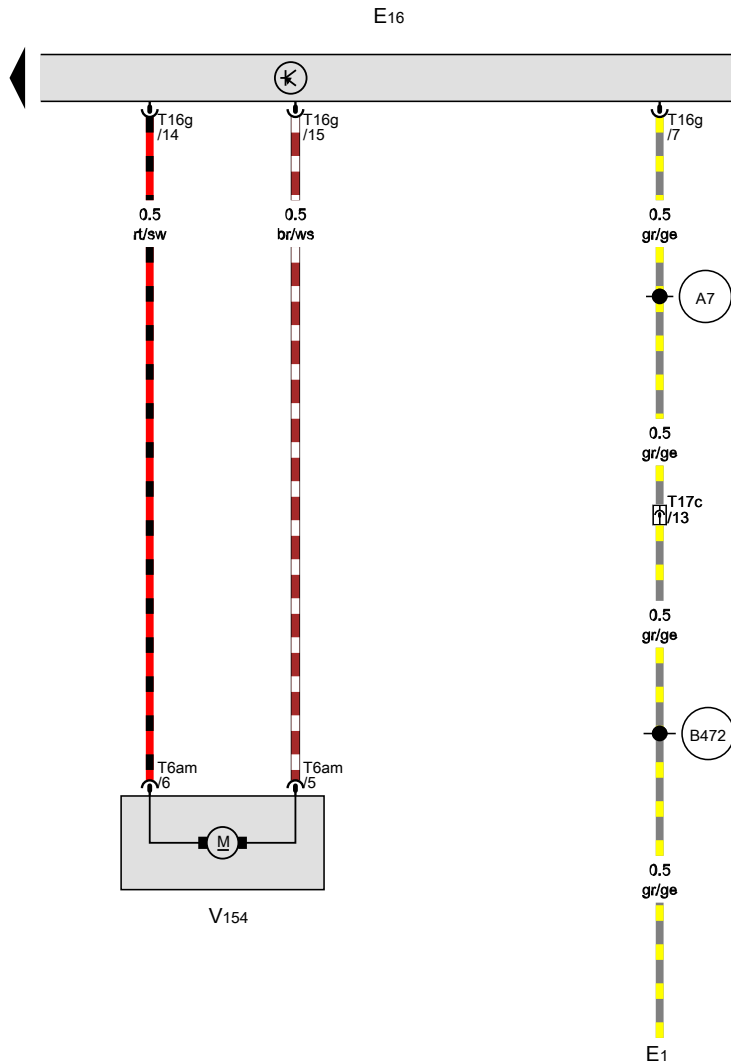 E16
T16g
/14
T16g
/15
T16g
/7
0.5
rt/sw
0.5
br/ws
0.5
gr/ge
A7
0.5
gr/ge
T17c
/13
0.5
gr/ge
B472
T6am
/6
T6am
/5
M
V154
0.5
gr/ge
E1